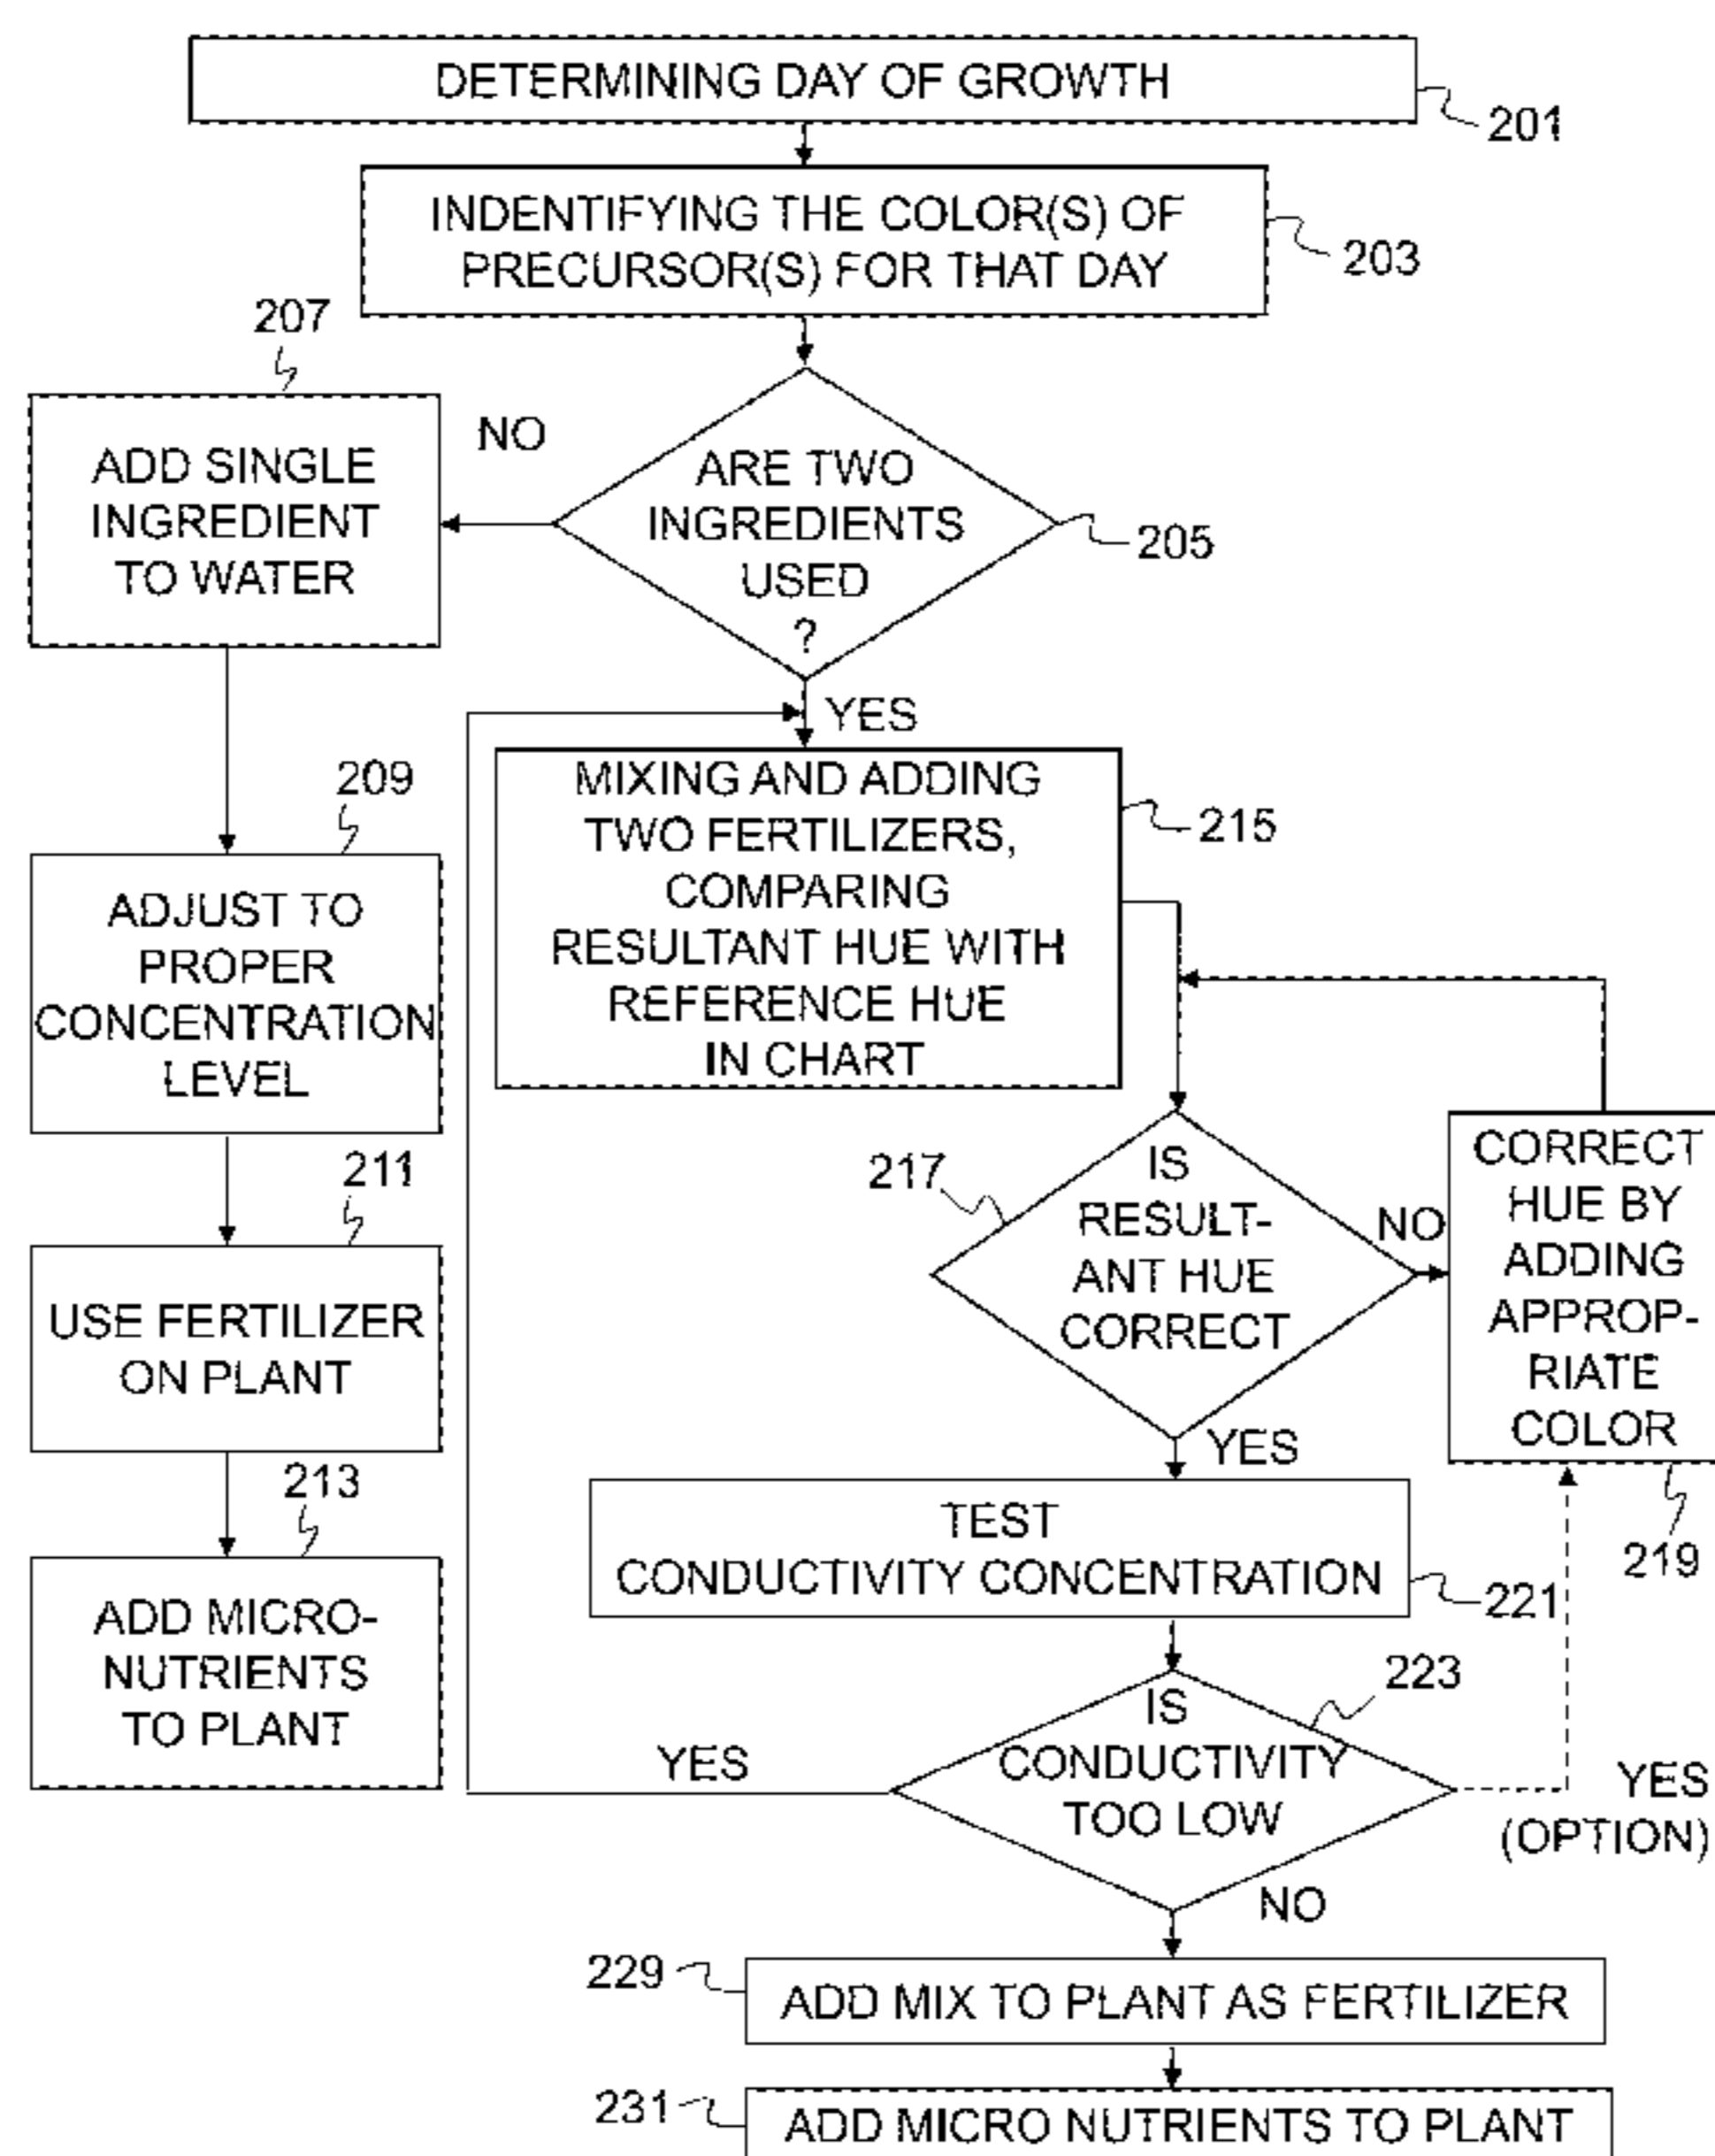 DETERMINING DAY OF GROWTH
201
INDENTIFYING THE COLOR(S) OF
PRECURSOR(S) FOR THAT DAY
203
207
ADD SINGLE
INGREDIENT
TO WATER
NO
ARE TWO
INGREDIENTS
USED
?
205
YES
209
ADJUST TO
PROPER
CONCENTRATION
LEVEL
MIXING AND ADDING
TWO FERTILIZERS,
COMPARING
RESULTANT HUE WITH
REFERENCE HUE
IN CHART
215
211
USE FERTILIZER
ON PLANT
217
IS
RESULT-
ANT HUE
CORRECT
NO
CORRECT
HUE BY
ADDING
APPROP-
RIATE
COLOR
219
YES
213
ADD MICRO-
NUTRIENTS
TO PLANT
TEST
CONDUCTIVITY CONCENTRATION
221
223
IS
CONDUCTIVITY
TOO LOW
YES
YES
(OPTION)
NO
229
ADD MIX TO PLANT AS FERTILIZER
231
ADD MICRO NUTRIENTS TO PLANT